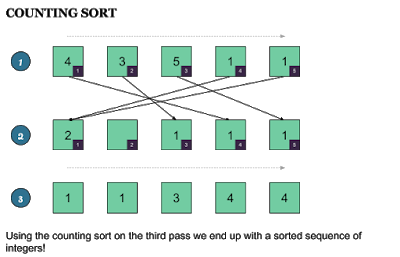 COUNTING SORT
1 4 1 3 2 5 3 1 4 1 5
2 2 1 2 1 3 1 4 1 5
3 1 1 3 4 4
Using the counting sort on the third pass we end up with a sorted sequence of
integers!